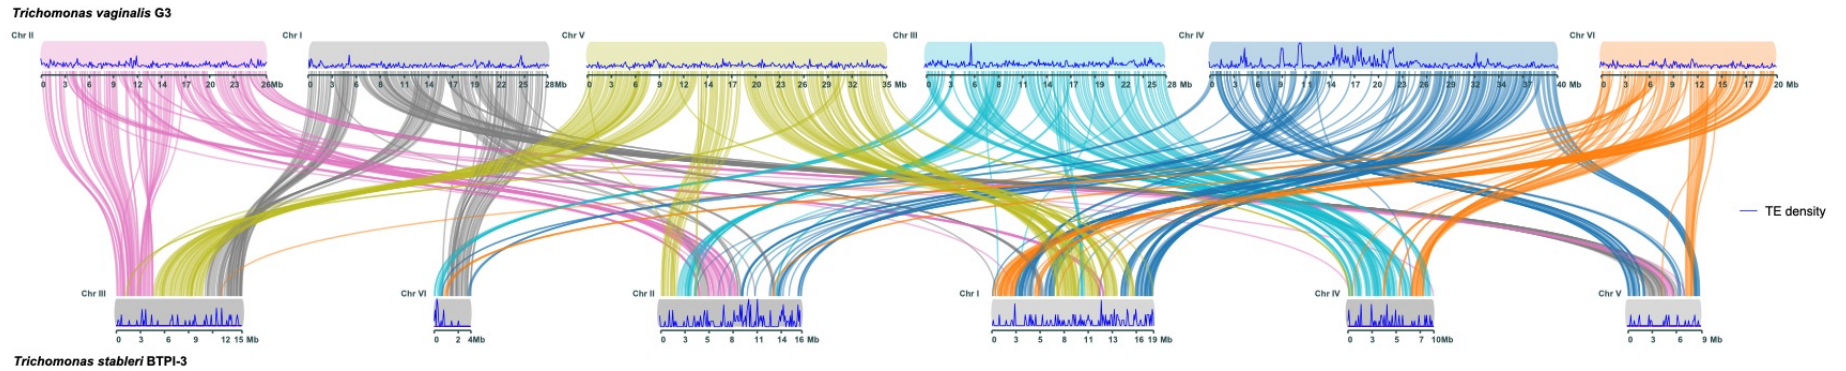 Trichomonas vaginalis G3
Chr II
Chr I
Chr V
Chr III
Chr IV
Chr VI
0 3 6 9 12 14 17 20 23 26Mb
0 3 6 8 11 14 17 19 22 25 28Mb
0 3 6 9 12 14 17 20 23 26 29 32 35 Mb
0 3 6 8 11 14 17 19 22 25 28 Mb
0 3 6 9 11 14 17 20 23 26 29 32 34 37 40 Mb
0 3 6 9 12 15 17 20 Mb
TE density
Chr III
Chr VI
Chr II
Chr I
Chr IV
Chr V
0 3 6 9 12 15 Mb
0 2 4Mb
0 3 5 8 11 14 16 Mb
0 3 5 8 11 13 16 19 Mb
0 3 5 7 10Mb
0 3 6 9 Mb
Trichomonas stableri BTPI-3